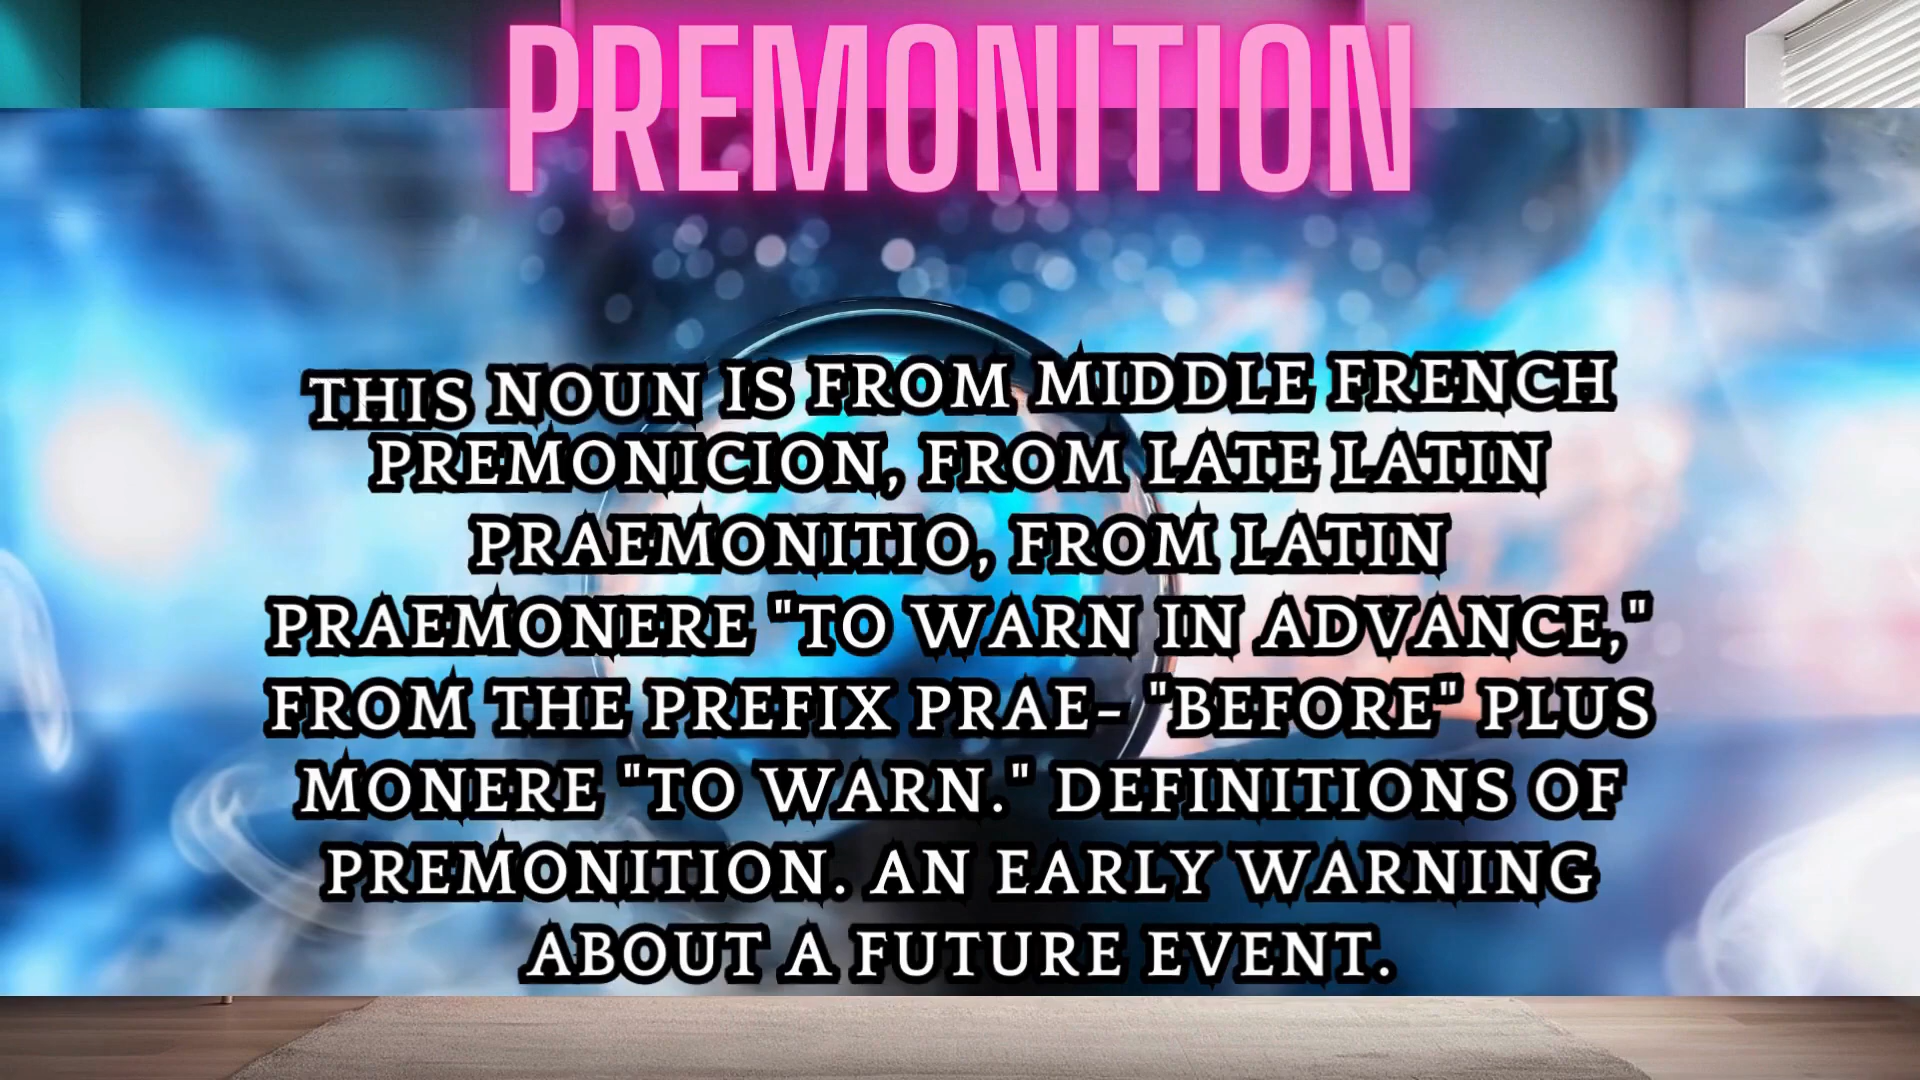 PREMONITION
THIS NOUN IS FROM MIDDLE FRENCH
PREMONICION, FROM LATE LATIN
PRAEMONITIO, FROM LATIN
PRAEMONERE "TO WARN IN ADVANCE,"
FROM THE PREFIX PRAE- "BEFORE" PLUS
MONERE "TO WARN." DEFINITIONS OF
PREMONITION. AN EARLY WARNING
ABOUT A FUTURE EVENT.